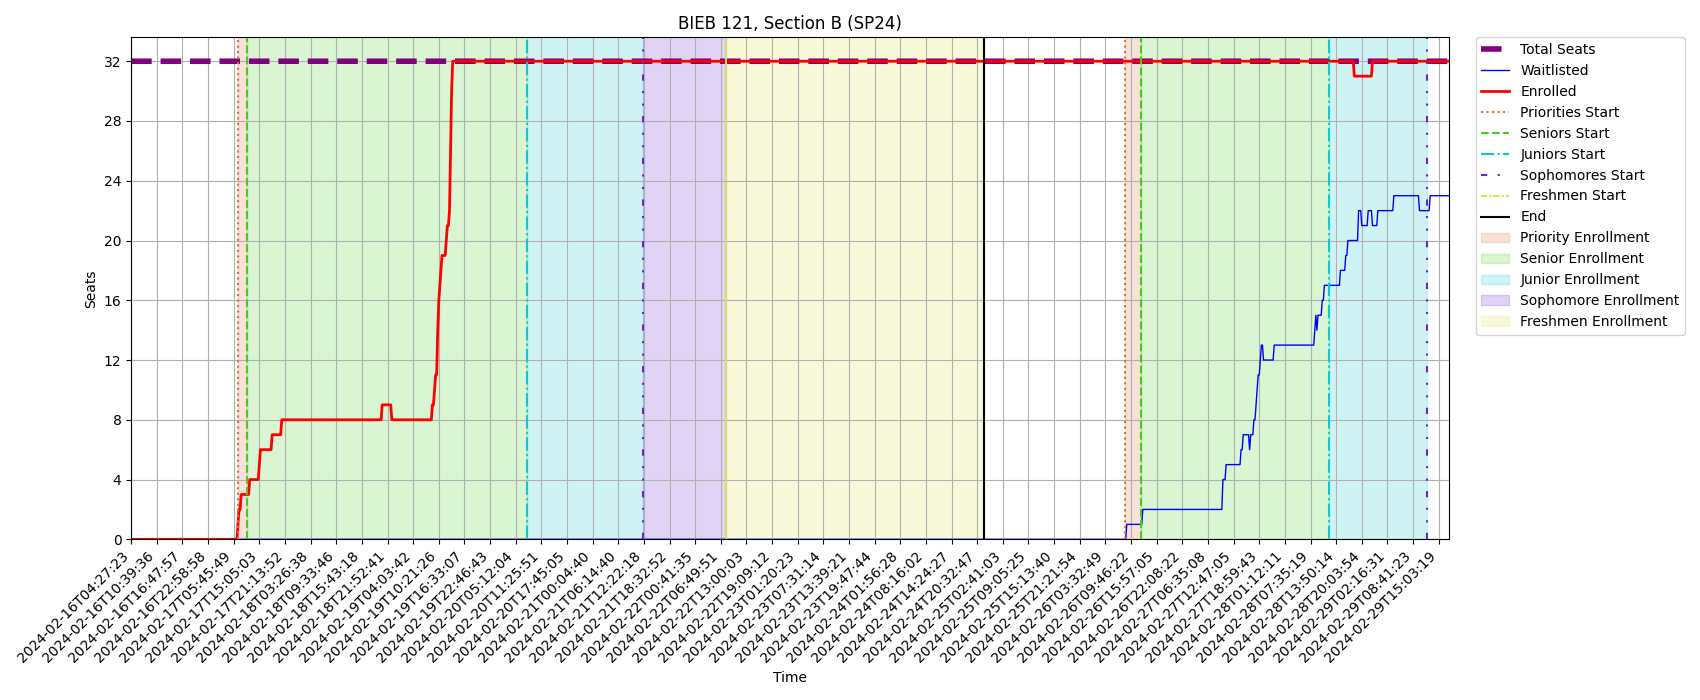 BIEB 121, Section B (SP24)
Seats
32
28
24
20
16
12
8
4
0
2024-02-16T04:27:23
2024-02-16T10:39:36
2024-02-16T16:47:57
2024-02-16T22:58:58
2024-02-17T05:45:49
2024-02-17T15:05:03
2024-02-17T21:13:52
2024-02-18T03:26:38
2024-02-18T09:33:46
2024-02-18T15:43:18
2024-02-18T21:52:41
2024-02-19T04:03:42
2024-02-19T10:21:26
2024-02-19T16:33:07
2024-02-19T22:46:43
2024-02-20T05:12:04
2024-02-20T11:25:51
2024-02-20T17:45:05
2024-02-21T00:04:40
2024-02-21T06:14:40
2024-02-21T12:22:18
2024-02-21T18:32:52
2024-02-22T00:41:35
2024-02-22T06:49:51
2024-02-22T13:00:03
2024-02-22T19:09:12
2024-02-23T01:20:23
2024-02-23T07:31:14
2024-02-23T13:39:21
2024-02-23T19:47:44
2024-02-24T01:56:28
2024-02-24T08:16:02
2024-02-24T14:24:27
2024-02-24T20:32:47
2024-02-25T02:41:03
2024-02-25T09:05:25
2024-02-25T15:13:40
2024-02-25T21:21:54
2024-02-26T03:32:49
2024-02-26T09:46:22
2024-02-26T15:57:05
2024-02-26T22:08:22
2024-02-27T06:35:08
2024-02-27T12:47:05
2024-02-27T18:59:43
2024-02-28T01:12:11
2024-02-28T07:35:19
2024-02-28T13:50:14
2024-02-28T20:03:54
2024-02-29T02:16:31
2024-02-29T08:41:23
2024-02-29T15:03:19
Time
Total Seats
Waitlisted
Enrolled
Priorities Start
Seniors Start
Juniors Start
Sophomores Start
Freshmen Start
End
Priority Enrollment
Senior Enrollment
Junior Enrollment
Sophomore Enrollment
Freshmen Enrollment